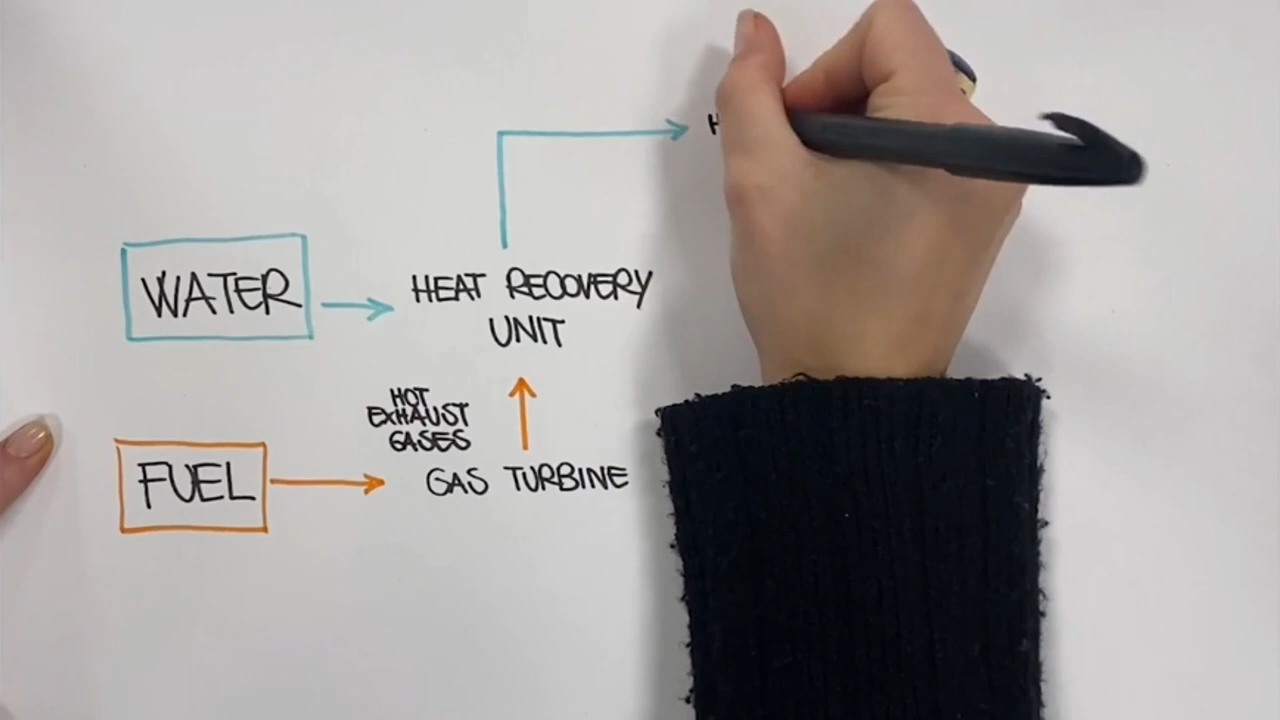 WATER
HEAT RECOVERY
UNIT
HOT
EXHAUST
GASES
FUEL
GAS TURBINE